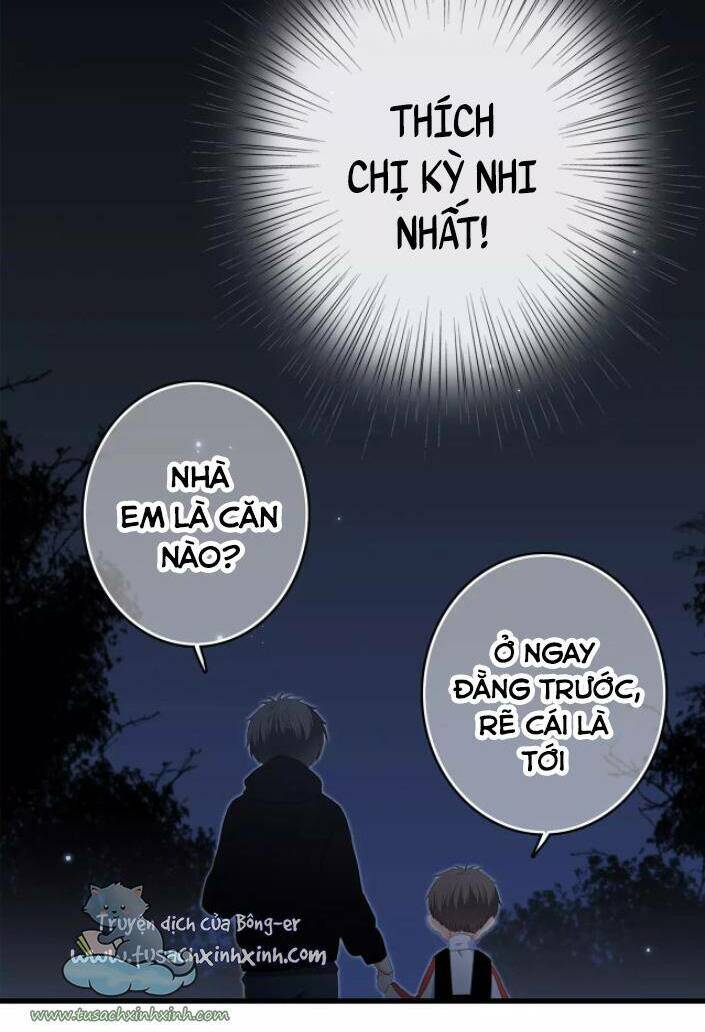 THÍCH
CHỊ KỲ NHI
NHẤT!
NHÀ
EM LÀ CĂN
NÀO?
Ở NGAY
ĐẰNG TRƯỚC,
RẼ CÁI LÀ
TỚI
Truyện dịch của Bông-er
www.tusachxinhxinh.com
www.tusachxinhxinh.com